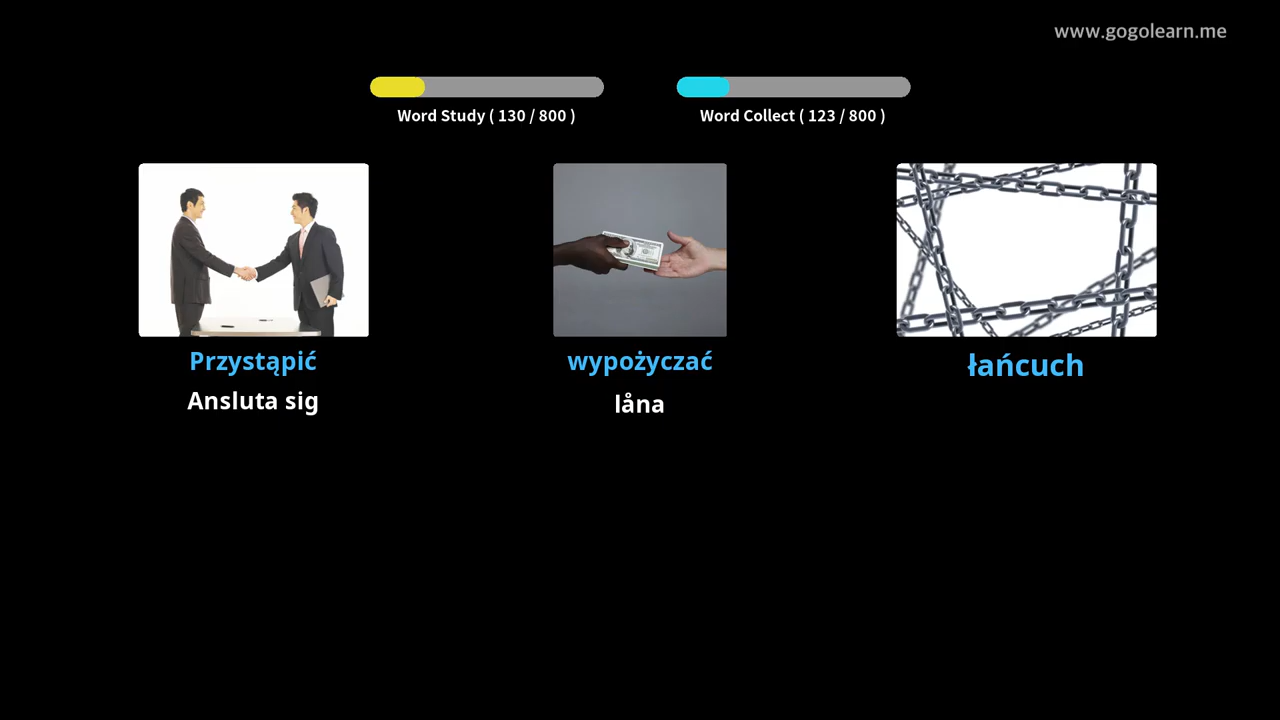 www.gogolearn.me
Word Study ( 130 / 800 )
Word Collect ( 123 / 800 )
Przystąpić
Ansluta sig
wypożyczać
låna
łańcuch